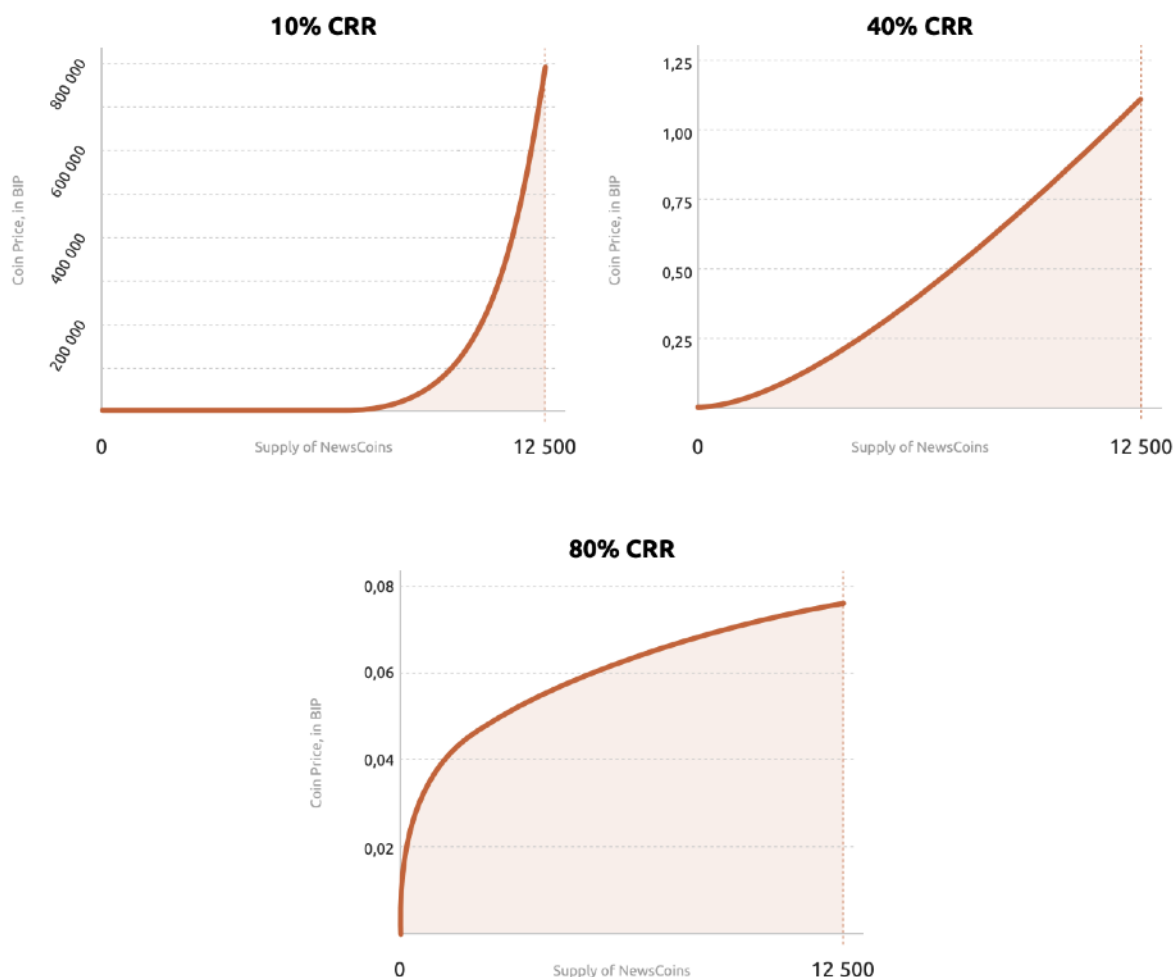 10% CRR
800 000
600 000
400 000
200 000
Coin Price, in BIP
0
Supply of NewsCoins
12 500
40% CRR
1,25
1,00
0,75
0,50
0,25
Coin Price, in BIP
0
Supply of NewsCoins
12 500
80% CRR
0,08
0,06
0,04
0,02
Coin Price, in BIP
0
Supply of NewsCoins
12 500